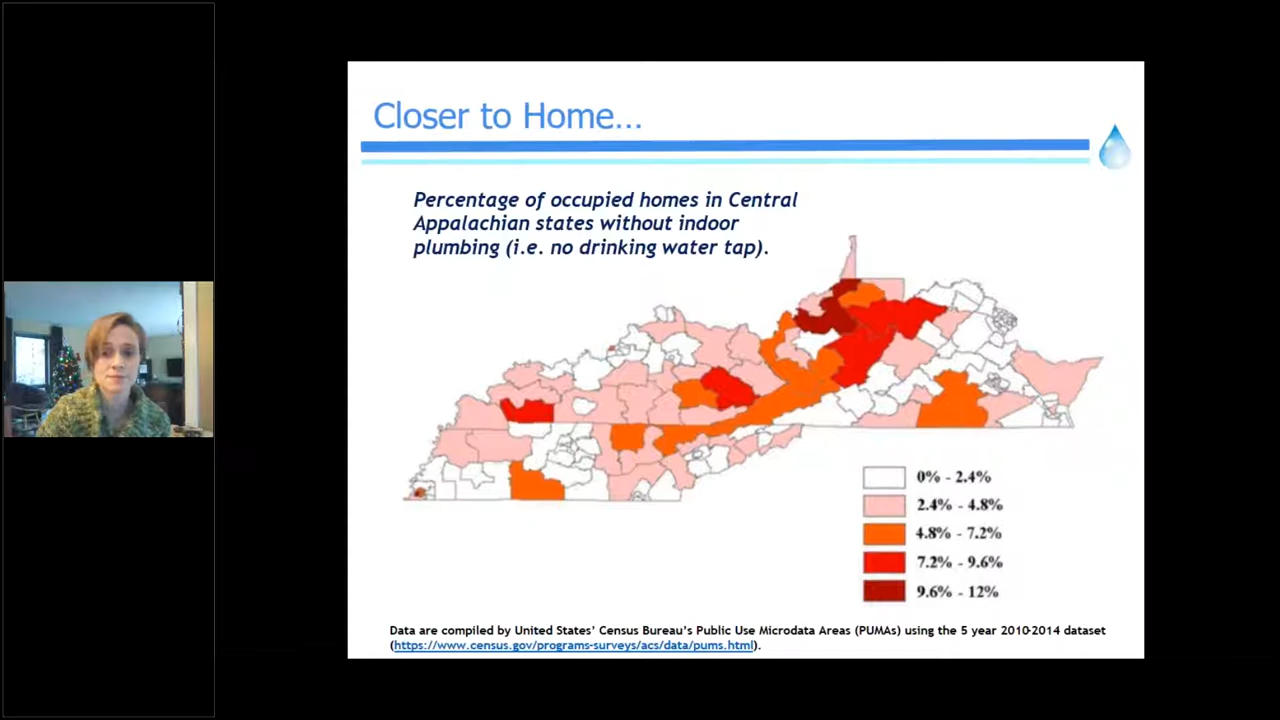 Closer to Home...
Percentage of occupied homes in Central
Appalachian states without indoor
plumbing (i.e. no drinking water tap).
0% - 2.4%
2.4% - 4.8%
4.8% - 7.2%
7.2% - 9.6%
9.6% - 12%
Data are compiled by United States' Census Bureau's Public Use Microdata Areas (PUMAs) using the 5 year 2010-2014 dataset
(https://www.census.gov/programs-surveys/acs/data/pums.html).